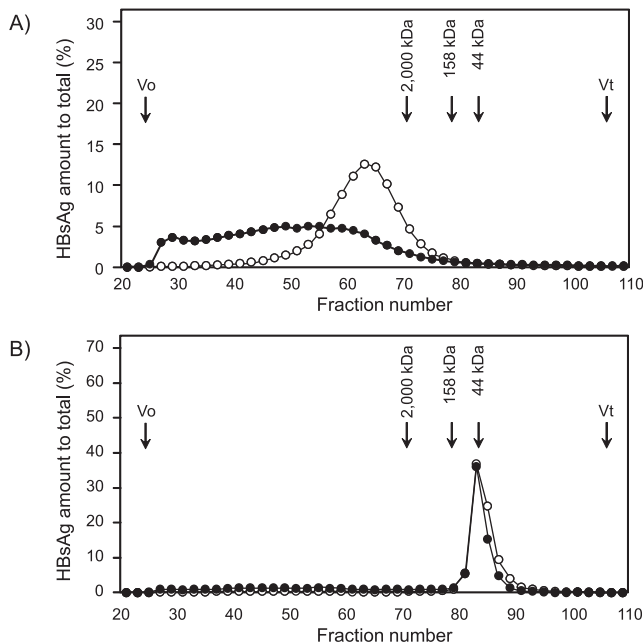 A)
HBsAg amount to total (%)
30
25
20
15
10
5
0
Vo
2,000 kDa
158 kDa
44 kDa
Vt
20 30 40 50 60 70 80 90 100 110
Fraction number
B)
HBsAg amount to total (%)
70
60
50
40
30
20
10
0
Vo
2,000 kDa
158 kDa
44 kDa
Vt
20 30 40 50 60 70 80 90 100 110
Fraction number